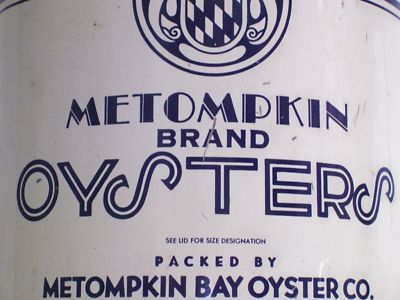 METOMPKIN
BRAND
OYSTERS
SEE LID FOR SIZE DESIGNATION
PACKED BY
METOMPKIN BAY OYSTER CO.